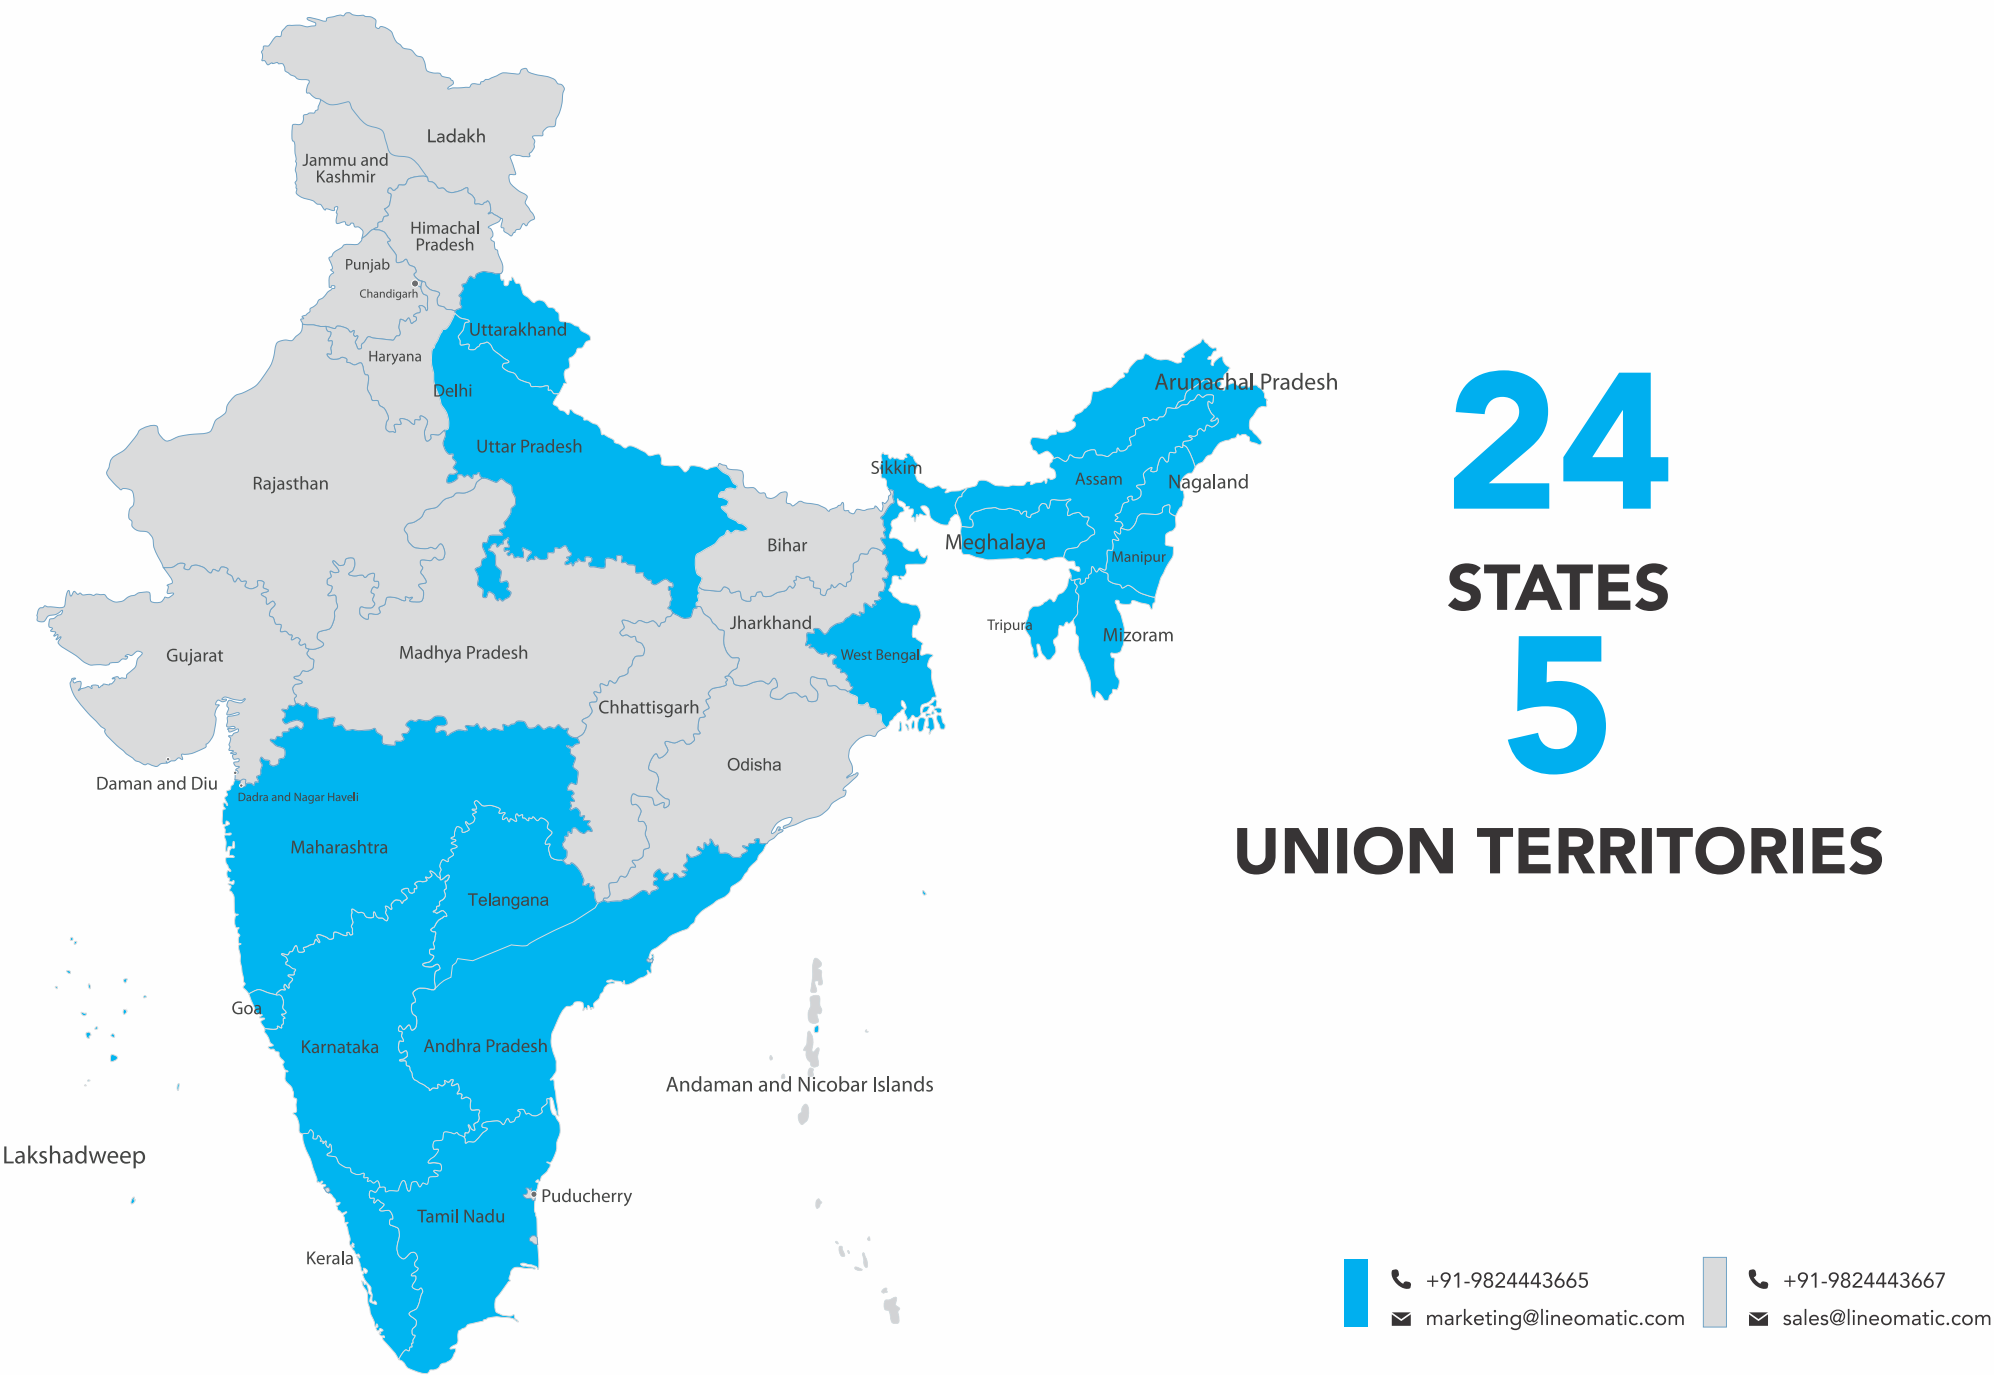 Ladakh
Jammu and
Kashmir
Himachal
Pradesh
Punjab
Chandigarh
Uttarakhand
Haryana
Delhi
Uttar Pradesh
Rajasthan
Arunachal Pradesh
Sikkim
Assam
Nagaland
Bihar
Meghalaya
Manipur
Jharkhand
Tripura
Mizoram
Gujarat
Madhya Pradesh
West Bengal
Chhattisgarh
Odisha
Daman and Diu
Dadra and Nagar Haveli
Maharashtra
Telangana
Goa
Karnataka
Andhra Pradesh
Andaman and Nicobar Islands
Lakshadweep
Puducherry
Tamil Nadu
Kerala
24
STATES
5
UNION TERRITORIES
+91-9824443665
marketing@lineomatic.com
+91-9824443667
sales@lineomatic.com